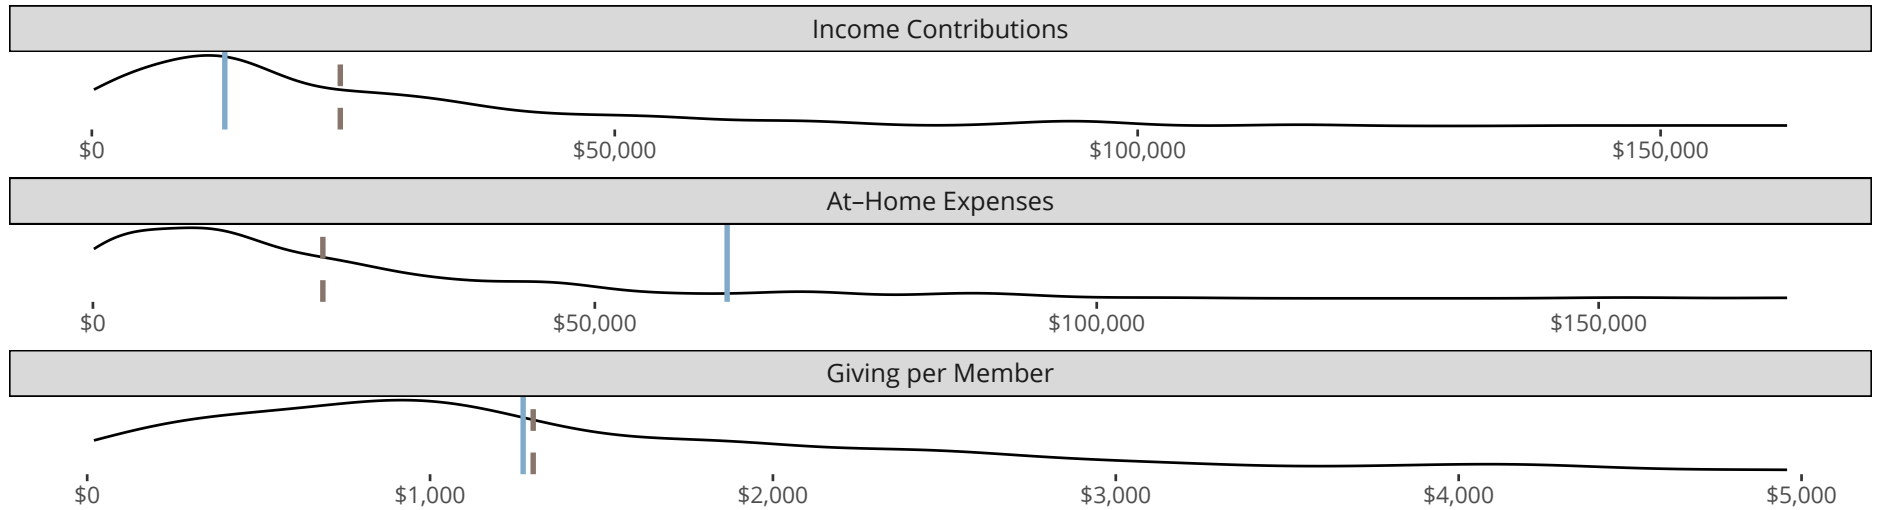 Income Contributions
$0 $50,000 $100,000 $150,000
At–Home Expenses
$0 $50,000 $100,000 $150,000
Giving per Member
$0 $1,000 $2,000 $3,000 $4,000 $5,000